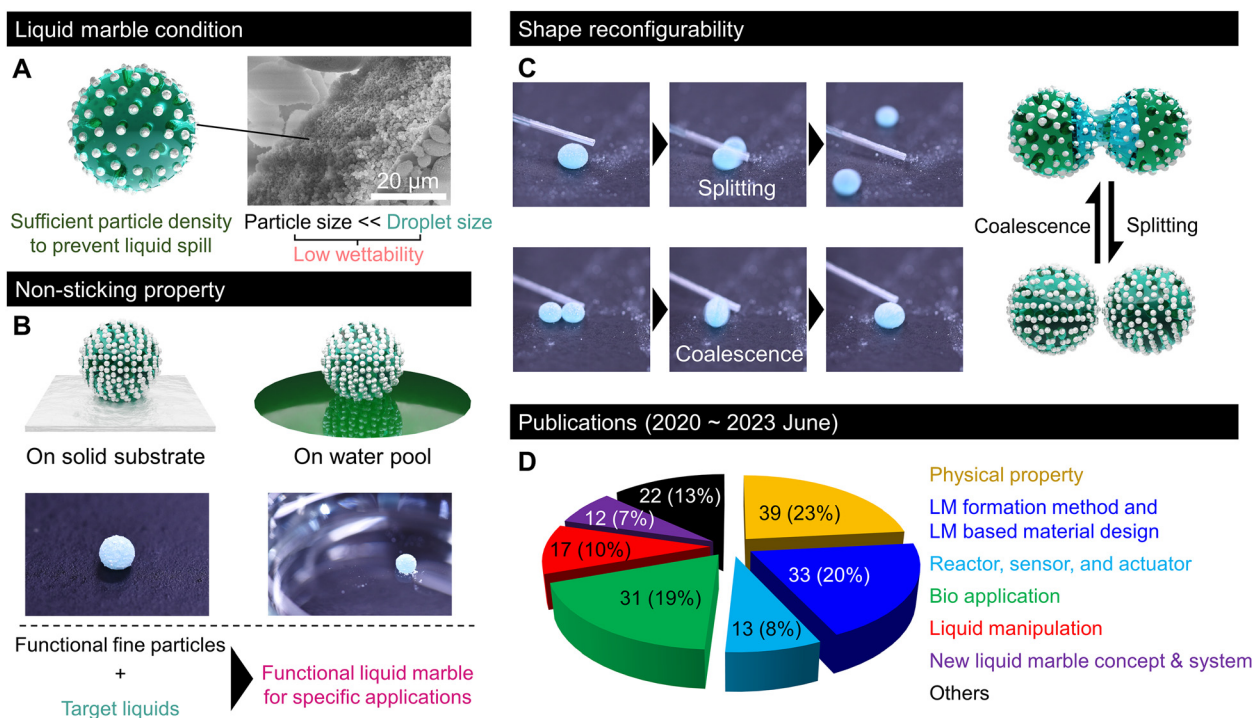 Liquid marble condition
A
20 μm
Sufficient particle density
to prevent liquid spill
Particle size << Droplet size
Low wettability
Non-sticking property
B
On solid substrate
On water pool
Functional fine particles
+
Target liquids
Functional liquid marble
for specific applications
Shape reconfigurability
C
Splitting
Coalescence
Coalescence
Splitting
Publications (2020 ~ 2023 June)
D
22 (13%)
39 (23%)
12 (7%)
17 (10%)
33 (20%)
31 (19%)
13 (8%)
Physical property
LM formation method and
LM based material design
Reactor, sensor, and actuator
Bio application
Liquid manipulation
New liquid marble concept & system
Others